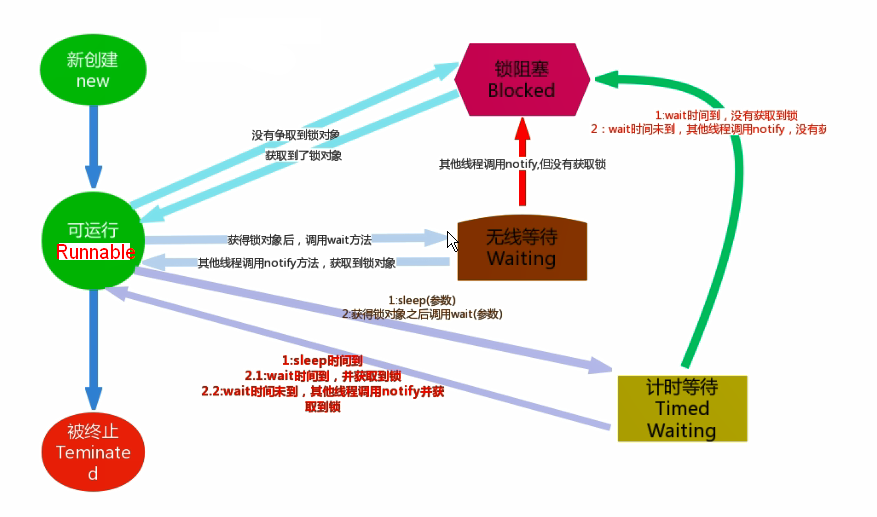 新创建
new
锁阻塞
Blocked
1:wait时间到，没有获取到锁
2：wait时间未到，其他线程调用notify，没有获
没有争取到锁对象
获取到了锁对象
其他线程调用notify,但没有获取锁
可运行
Runnable
获得锁对象后，调用wait方法
其他线程调用notify方法，获取到锁对象
无线等待
Waiting
1:sleep(参数)
2:获得锁对象之后调用wait(参数)
1:sleep时间到
2.1:wait时间到，并获取到锁
2.2:wait时间未到，其他线程调用notify并获
取到锁
计时等待
Timed
Waiting
被终止
Teminate
d